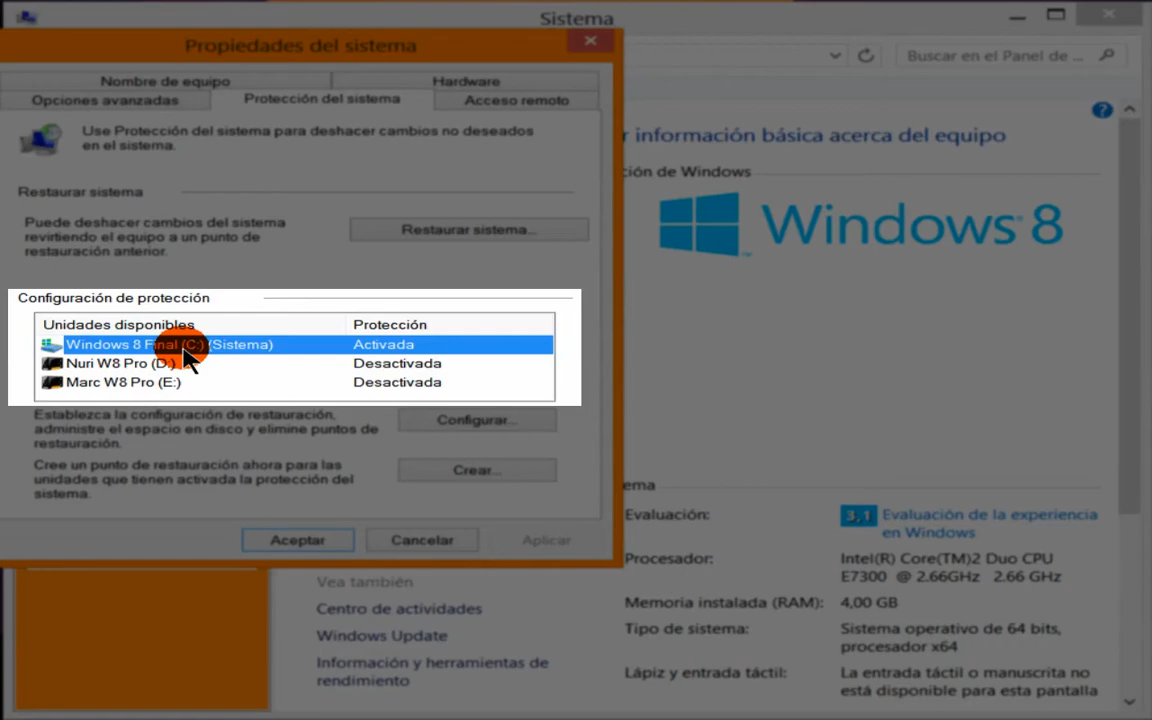 Sistema
Propiedades del sistema
Buscar en el Panel de ...
Nombre de equipo
Hardware
Opciones avanzadas
Protección del sistema
Acceso remoto
Use Protección del sistema para deshacer cambios no deseados
en el sistema.
Restaurar sistema
Puede deshacer cambios del sistema
revirtiendo el equipo a un punto de
restauración anterior.
Restaurar sistema...
Configuración de protección
Unidades disponibles
Protección
Windows 8 Final (C:) (Sistema)
Activada
Nuri W8 Pro (D:)
Desactivada
Marc W8 Pro (E:)
Desactivada
Establezca la configuración de restauración,
administre el espacio en disco y elimine puntos de
restauración.
Configurar...
Cree un punto de restauración ahora para las
unidades que tienen activada la protección del
sistema.
Crear...
Aceptar
Cancelar
Aplicar
r información básica acerca del equipo
ción de Windows
Windows 8
ema
Evaluación:
3,1
Evaluación de la experiencia
en Windows
Procesador:
Intel(R) Core(TM)2 Duo CPU
E7300 @ 2.66GHz 2.66 GHz
Memoria instalada (RAM):
4,00 GB
Tipo de sistema:
Sistema operativo de 64 bits,
procesador x64
Lápiz y entrada táctil:
La entrada táctil o manuscrita no
está disponible para esta pantalla
Vea también
Centro de actividades
Windows Update
Información y herramientas de
rendimiento